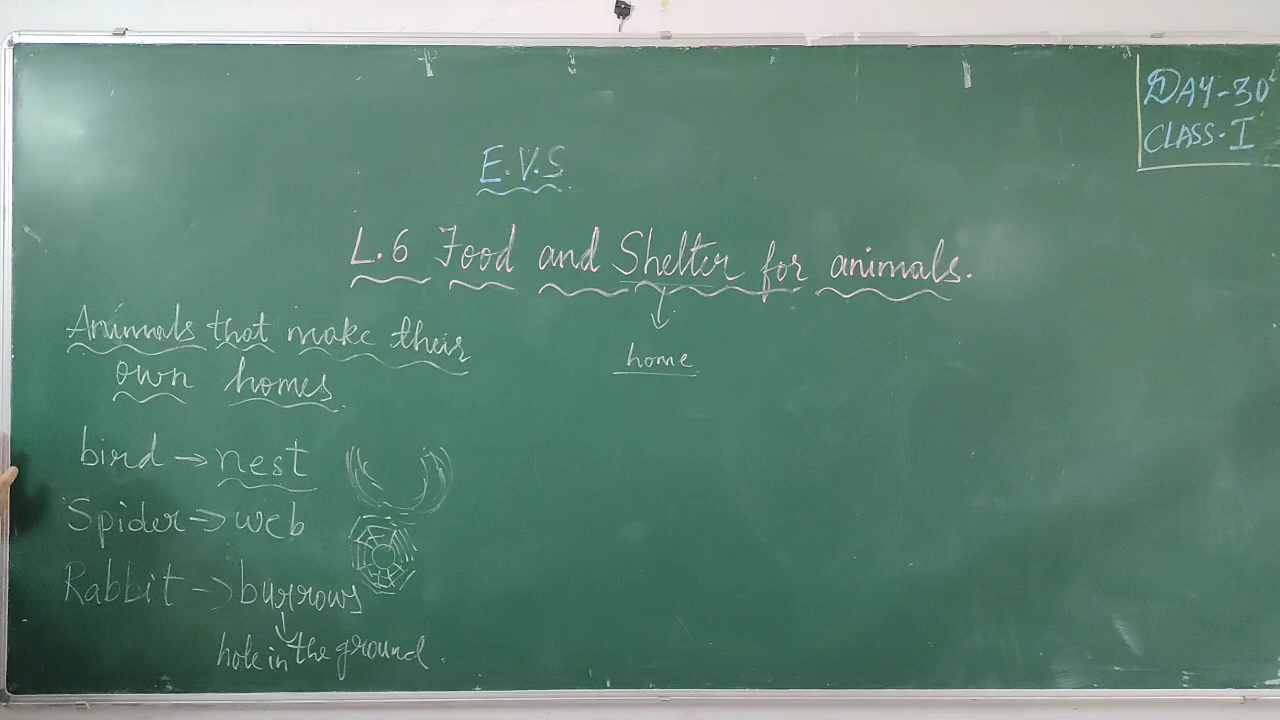 DAY-30
CLASS-I
E.V.S
L.6 Food and Shelter for animals.
home
Animals that make their
own homes
bird → nest
Spider → web
Rabbit → burrows
hole in the ground.